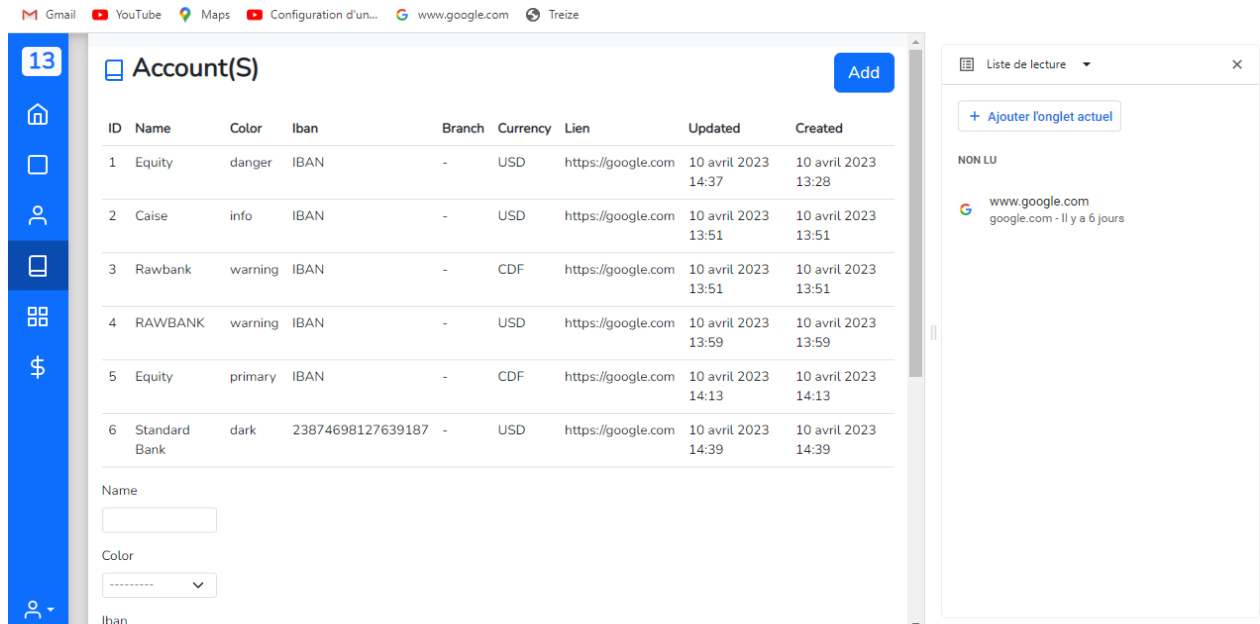 Gmail YouTube Maps Configuration d'un... www.google.com Treize
13
Account(S)
Add
ID Name Color Iban Branch Currency Lien Updated Created
1 Equity danger IBAN - USD https://google.com 10 avril 2023 10 avril 2023
14:37 13:28
2 Caise info IBAN - USD https://google.com 10 avril 2023 10 avril 2023
13:51 13:51
3 Rawbank warning IBAN - CDF https://google.com 10 avril 2023 10 avril 2023
13:51 13:51
4 RAWBANK warning IBAN - USD https://google.com 10 avril 2023 10 avril 2023
13:59 13:59
5 Equity primary IBAN - CDF https://google.com 10 avril 2023 10 avril 2023
14:13 14:13
6 Standard dark 23874698127639187 - USD https://google.com 10 avril 2023 10 avril 2023
Bank 14:39 14:39
Name
Color
---------
Iban
Liste de lecture
+ Ajouter l'onglet actuel
NON LU
www.google.com
google.com - Il y a 6 jours